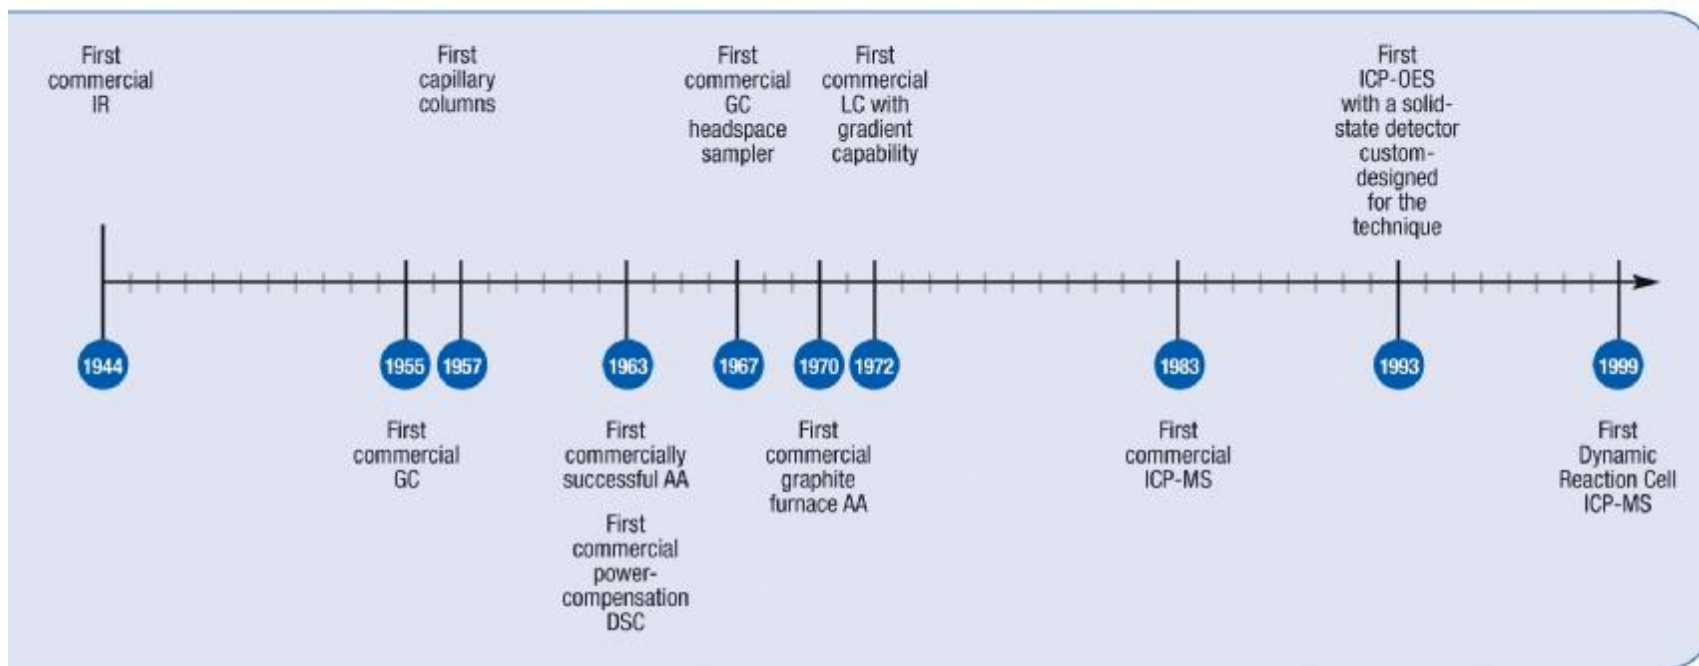 First
commercial
IR
First
capillary
columns
First
commercial
GC
headspace
sampler
First
commercial
LC with
gradient
capability
First
ICP-OES
with a solid-
state detector
custom-
designed
for the
technique
1944
1955
1957
1963
1967
1970
1972
1983
1993
1999
First
commercial
GC
First
commercially
successful AA
First
commercial
power-
compensation
DSC
First
commercial
graphite
furnace AA
First
commercial
ICP-MS
First
Dynamic
Reaction Cell
ICP-MS